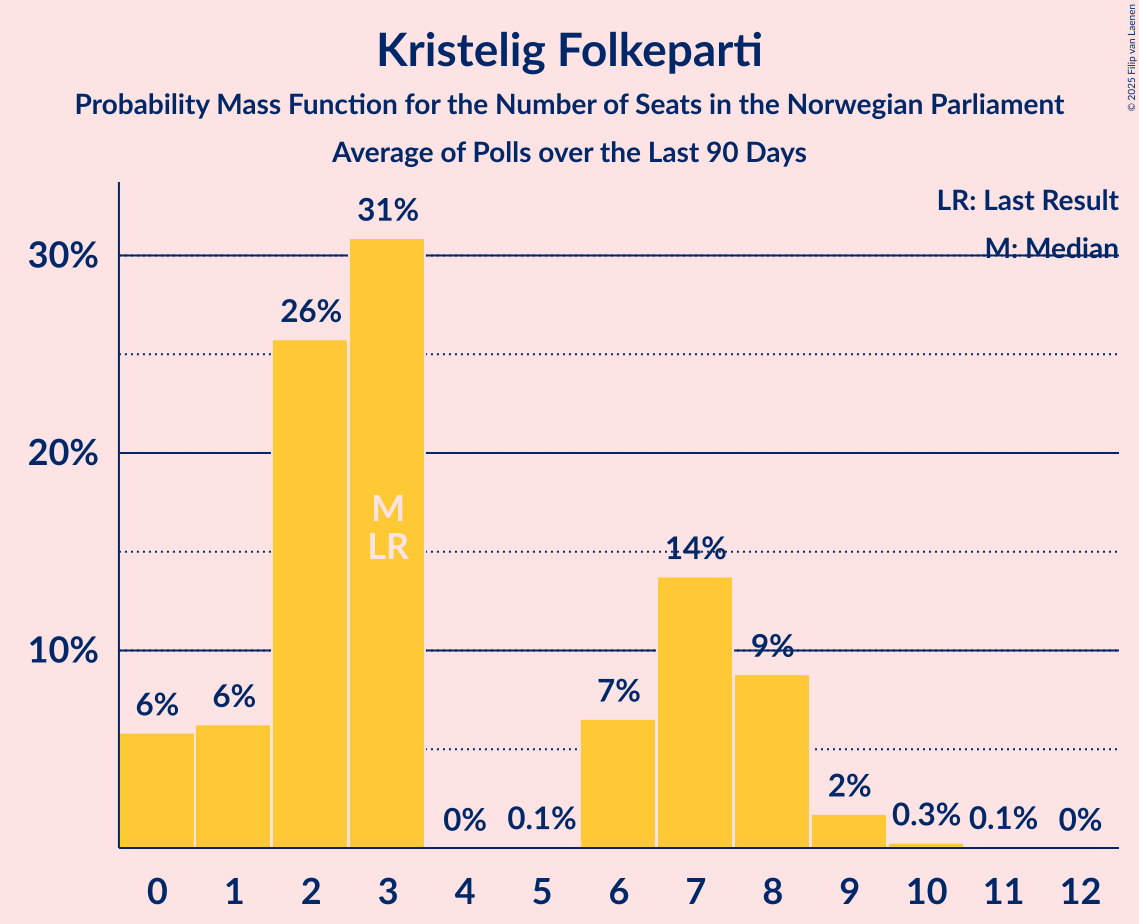 Kristelig Folkeparti
Probability Mass Function for the Number of Seats in the Norwegian Parliament
Average of Polls over the Last 90 Days
© 2025 Filip van Laenen
LR: Last Result
M: Median
30%
20%
10%
6%
6%
26%
31%
M
LR
0%
0.1%
7%
14%
9%
2%
0.3%
0.1%
0%
0 1 2 3 4 5 6 7 8 9 10 11 12